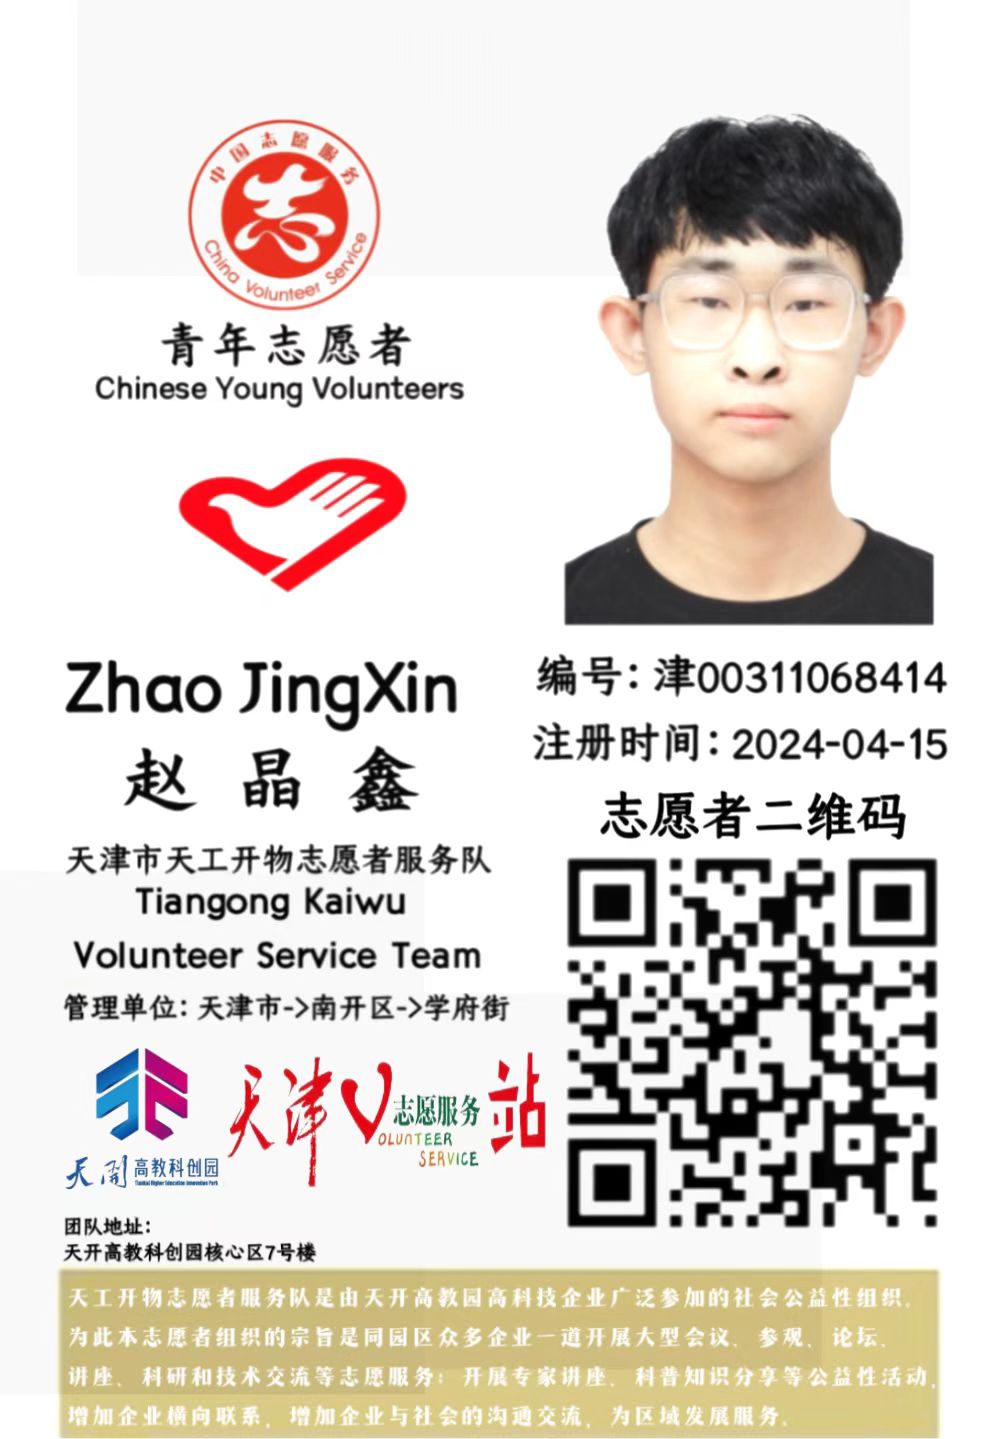 中国志愿服务
China Volunteer Service
青年志愿者
Chinese Young Volunteers
Zhao JingXin
赵晶鑫
天津市天工开物志愿者服务队
Tiangong Kaiwu
Volunteer Service Team
管理单位：天津市->南开区->学府街
编号：津00311068414
注册时间：2024-04-15
志愿者二维码
天开高教科创园
Tiankai Higher Education Innovation Park
天津V志愿服务站
VOLUNTEER
SERVICE
团队地址：
天开高教科创园核心区7号楼
天工开物志愿者服务队是由天开高教园高科技企业广泛参加的社会公益性组织。
为此本志愿者组织的宗旨是同园区众多企业一道开展大型会议、参观、论坛、
讲座、科研和技术交流等志愿服务；开展专家讲座、科普知识分享等公益性活动，
增加企业横向联系，增加企业与社会的沟通交流，为区域发展服务。